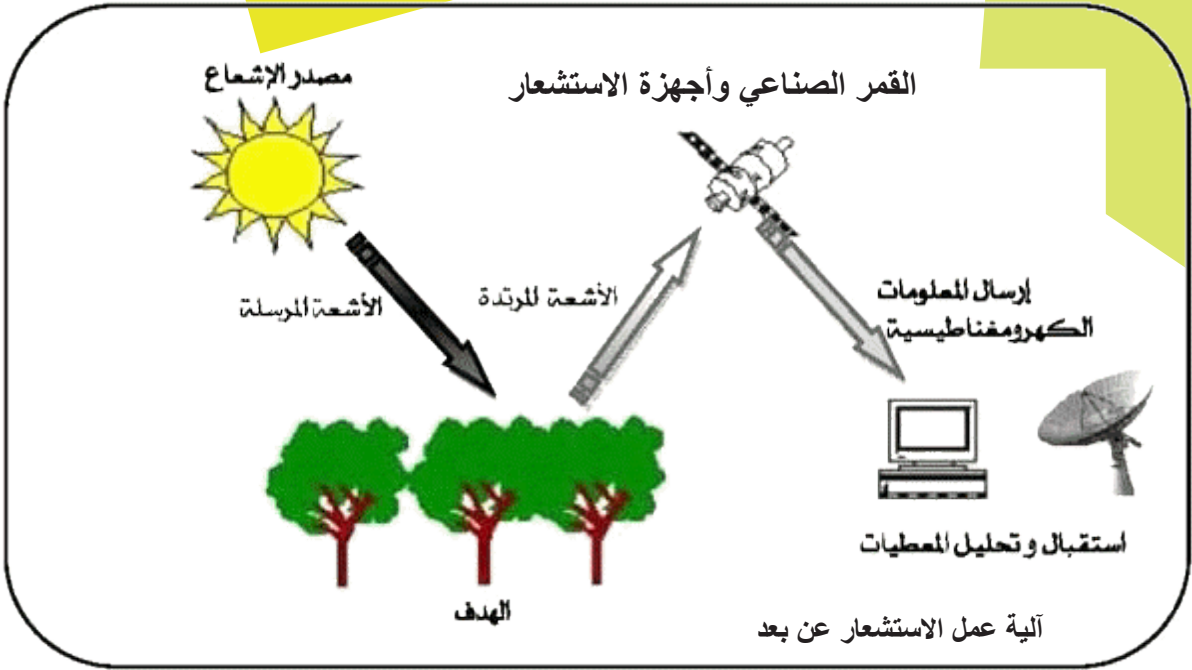 مصدر الإشعاع
القمر الصناعي وأجهزة الاستشعار
الأشعة المرسلة
الأشعة المرتدة
إرسال المعلومات
الكهرومغناطيسية
استقبال و تحليل المعطيات
الهدف
آلية عمل الاستشعار عن بعد